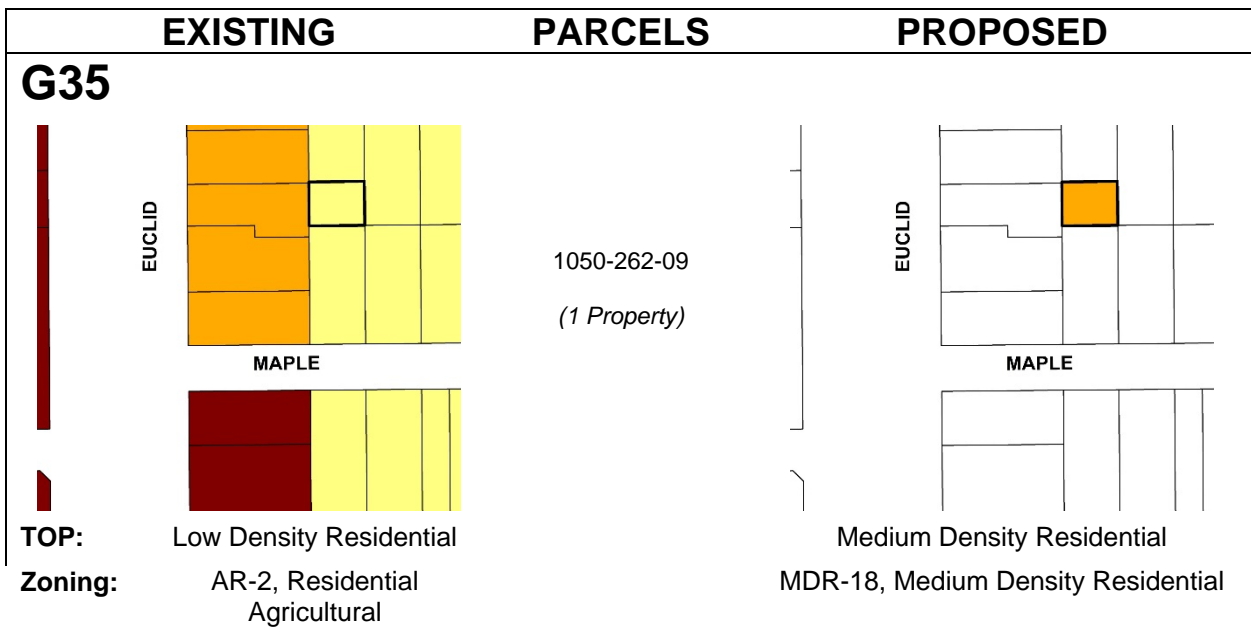 EXISTING PARCELS PROPOSED
G35
EUCLID
MAPLE
1050-262-09
(1 Property)
EUCLID
MAPLE
TOP: Low Density Residential Medium Density Residential
Zoning: AR-2, Residential MDR-18, Medium Density Residential
Agricultural